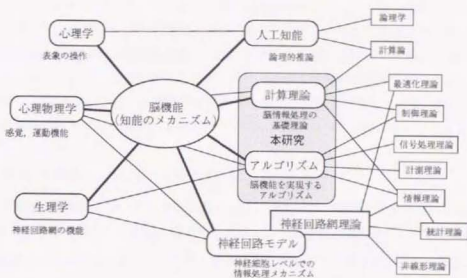 心理学
表象の操作
人工知能
論理的推論
論理学
計算論
脳機能
(知能のメカニズム)
心理物理学
感覚，運動機能
計算理論
脳情報処理の
基礎理論
本研究
アルゴリズム
脳機能を実現する
アルゴリズム
最適化理論
制御理論
信号処理理論
計測理論
情報理論
統計理論
非線形理論
生理学
神経回路網の機能
神経回路網理論
神経回路モデル
神経細胞レベルでの
情報処理メカニズム